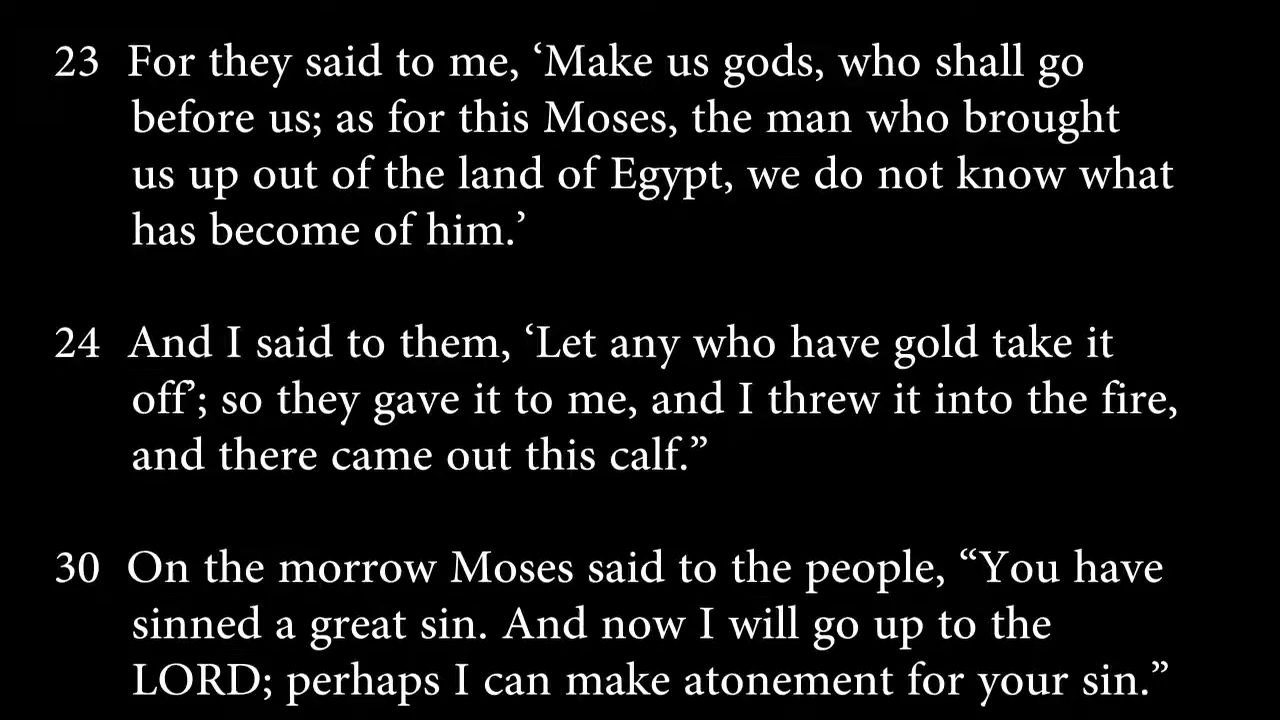 23 For they said to me, ‘Make us gods, who shall go
before us; as for this Moses, the man who brought
us up out of the land of Egypt, we do not know what
has become of him.’
24 And I said to them, ‘Let any who have gold take it
off’; so they gave it to me, and I threw it into the fire,
and there came out this calf.”
30 On the morrow Moses said to the people, “You have
sinned a great sin. And now I will go up to the
LORD; perhaps I can make atonement for your sin.”